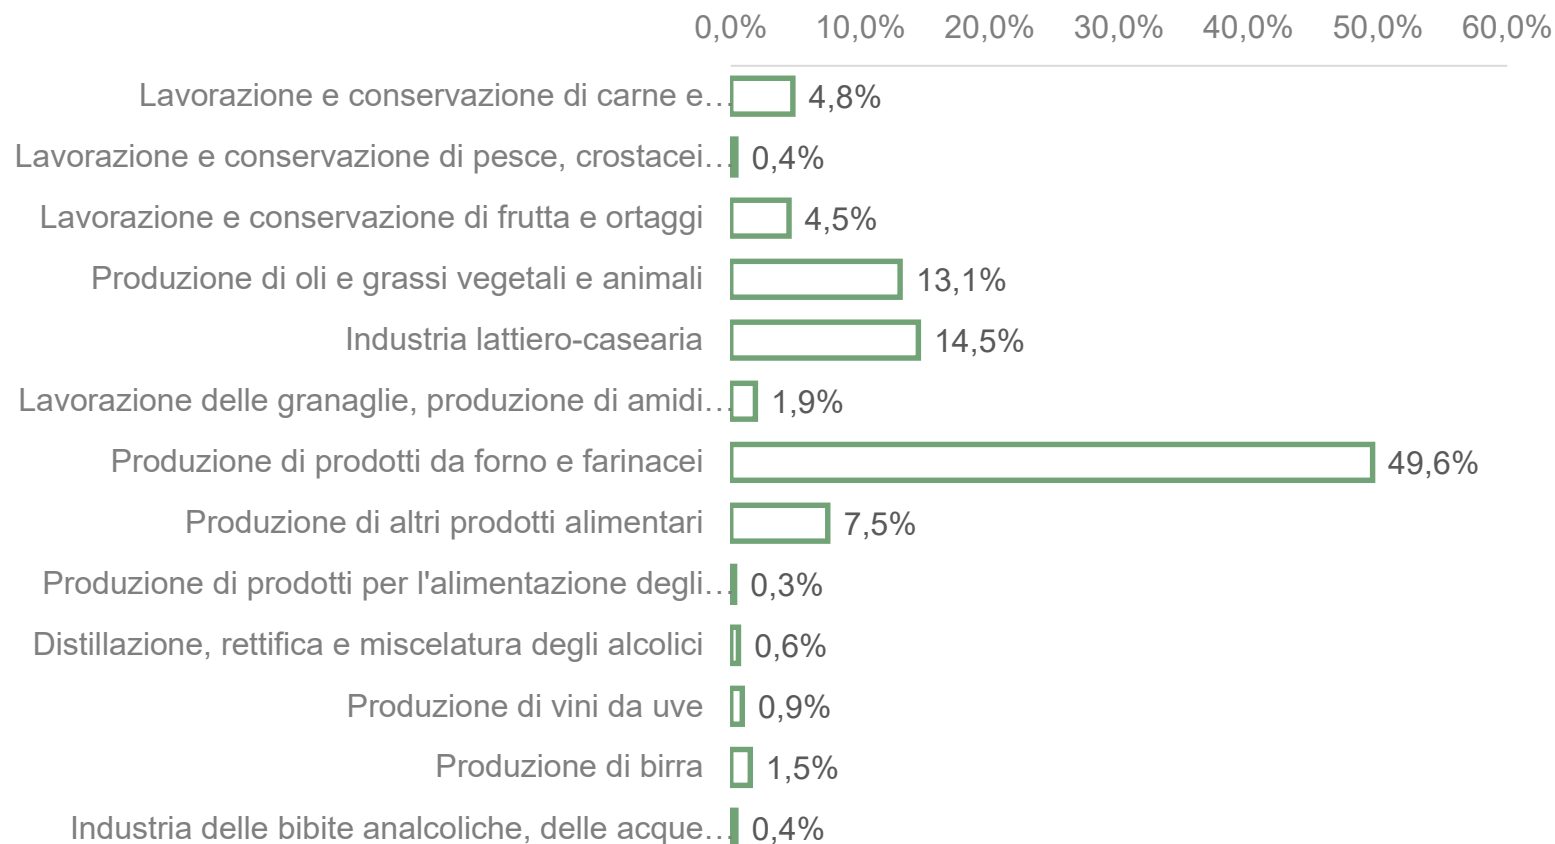 0,0% 10,0% 20,0% 30,0% 40,0% 50,0% 60,0%
Lavorazione e conservazione di carne e… 4,8%
Lavorazione e conservazione di pesce, crostacei… 0,4%
Lavorazione e conservazione di frutta e ortaggi 4,5%
Produzione di oli e grassi vegetali e animali 13,1%
Industria lattiero-casearia 14,5%
Lavorazione delle granaglie, produzione di amidi… 1,9%
Produzione di prodotti da forno e farinacei 49,6%
Produzione di altri prodotti alimentari 7,5%
Produzione di prodotti per l'alimentazione degli… 0,3%
Distillazione, rettifica e miscelatura degli alcolici 0,6%
Produzione di vini da uve 0,9%
Produzione di birra 1,5%
Industria delle bibite analcoliche, delle acque… 0,4%